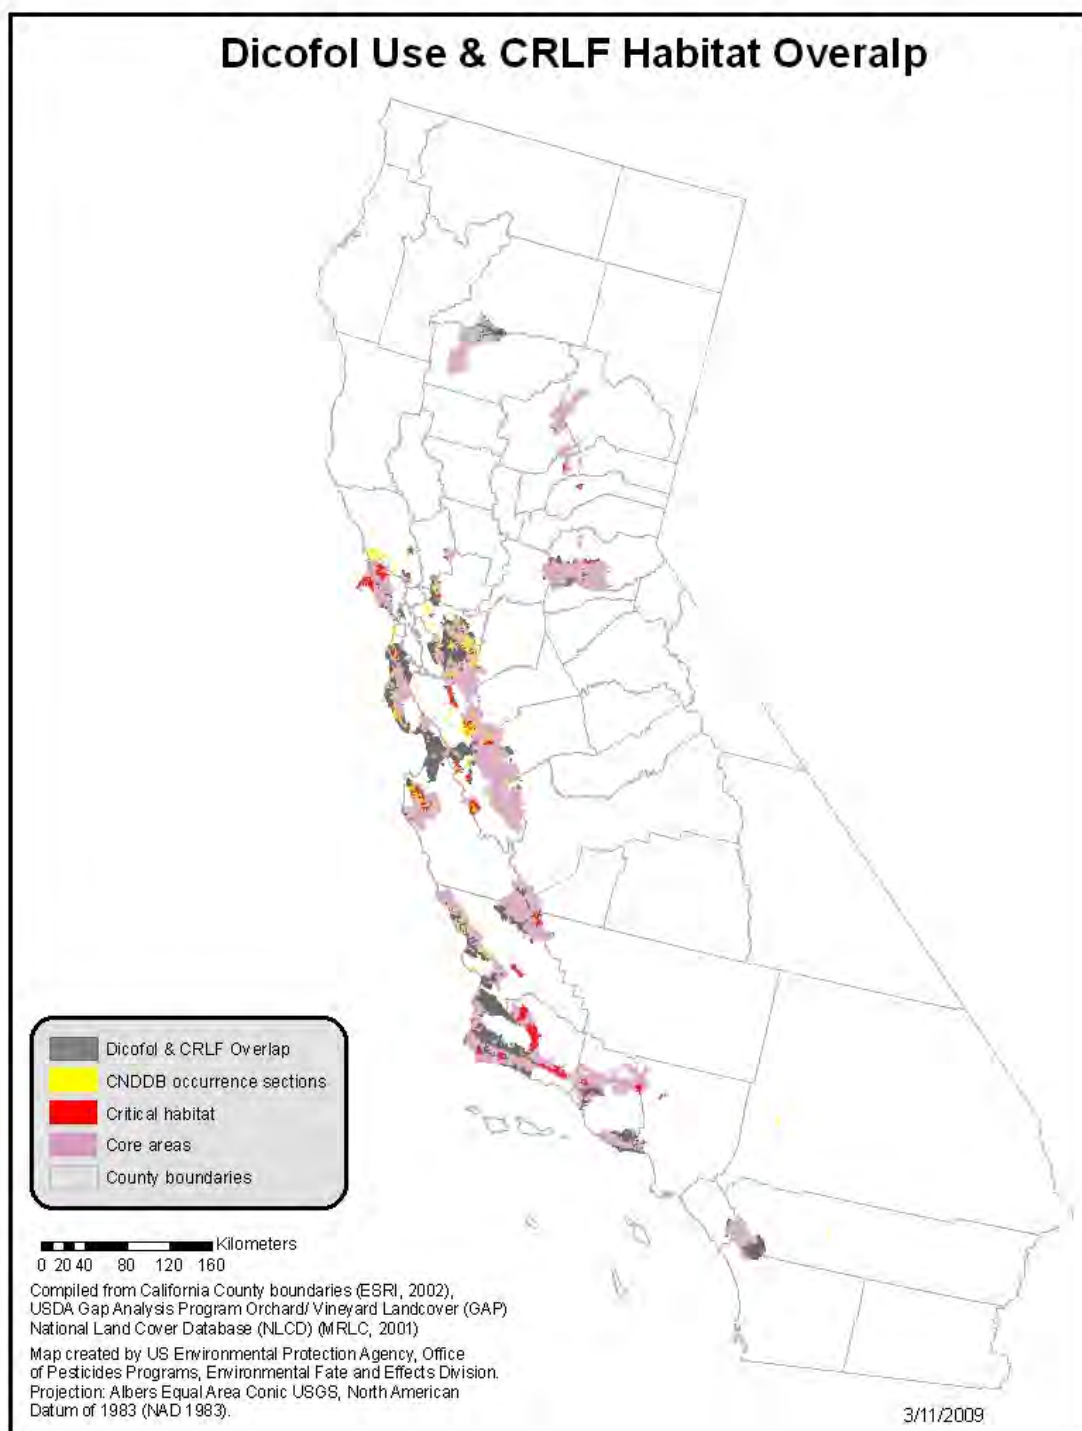 Dicofol Use & CRLF Habitat Overalp
Dicofol & CRLF Overlap
CNDDB occurrence sections
Critical habitat
Core areas
County boundaries
Kilometers
0 20 40 80 120 160
Compiled from California County boundaries (ESRI, 2002),
USDA Gap Analysis Program Orchard/ Vineyard Landcover (GAP)
National Land Cover Database (NLCD) (MRLC, 2001)
Map created by US Environmental Protection Agency, Office
of Pesticides Programs, Environmental Fate and Effects Division.
Projection: Albers Equal Area Conic USGS, North American
Datum of 1983 (NAD 1983).
3/11/2009